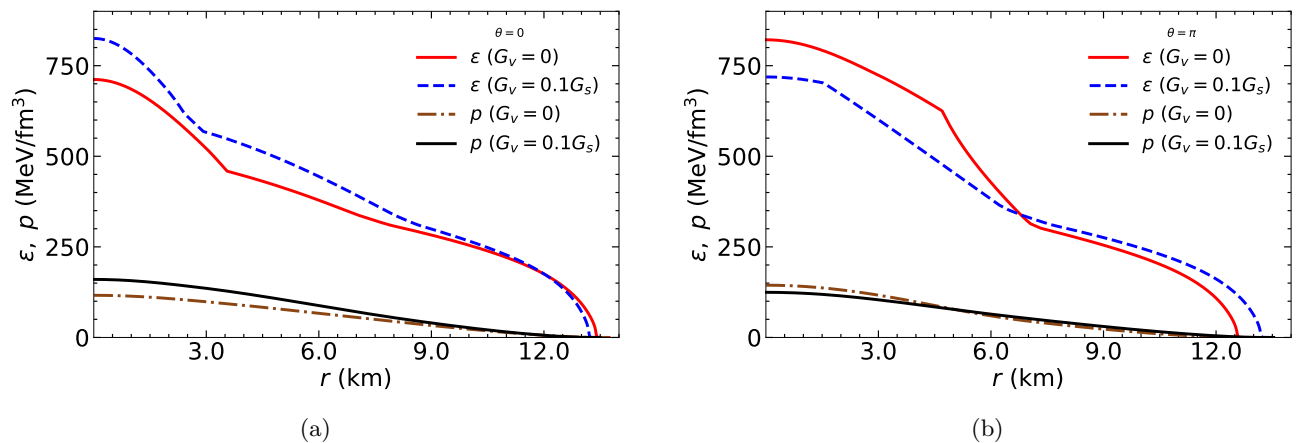 θ = 0
ε (G_v = 0)
ε (G_v = 0.1G_s)
p (G_v = 0)
p (G_v = 0.1G_s)
750
500
250
0
3.0 6.0 9.0 12.0
r (km)
ε, p (MeV/fm³)
(a)
θ = π
ε (G_v = 0)
ε (G_v = 0.1G_s)
p (G_v = 0)
p (G_v = 0.1G_s)
750
500
250
0
3.0 6.0 9.0 12.0
r (km)
ε, p (MeV/fm³)
(b)